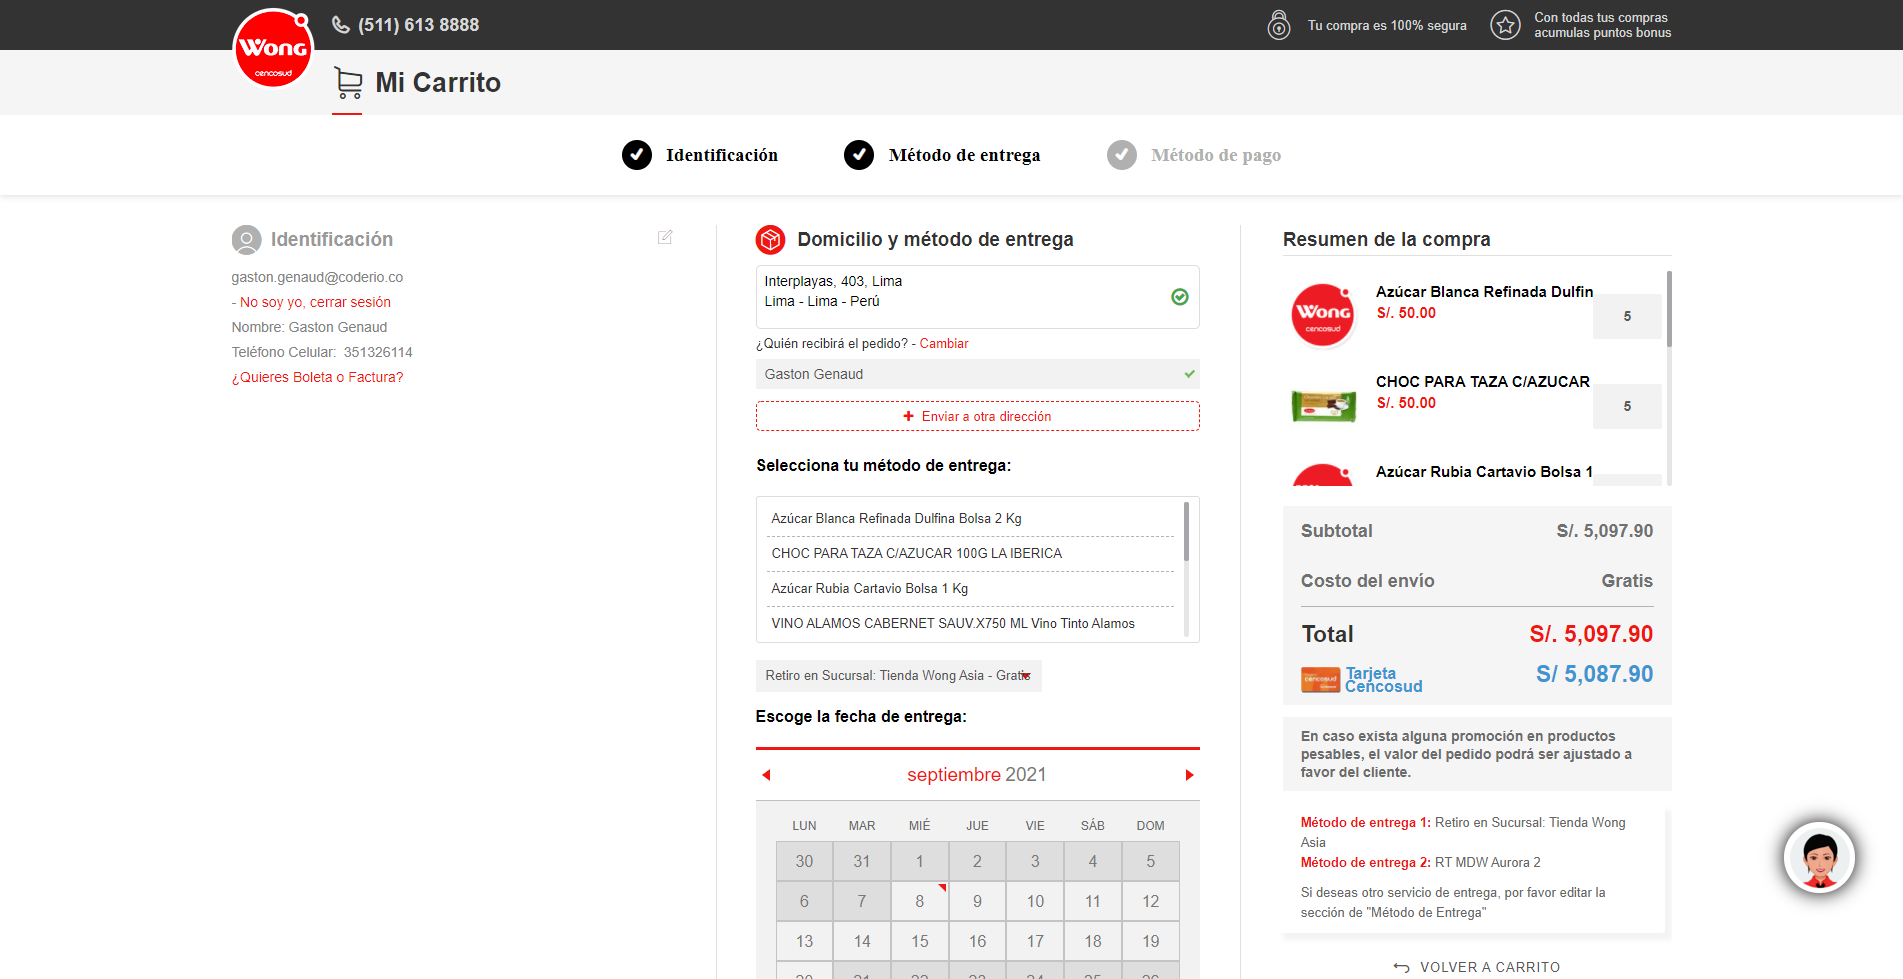 Wong
cencosud
(511) 613 8888
Tu compra es 100% segura
Con todas tus compras
acumulas puntos bonus
Mi Carrito
Identificación
Método de entrega
Método de pago
Identificación
gaston.genaud@coderio.co
- No soy yo, cerrar sesión
Nombre: Gaston Genaud
Teléfono Celular: 351326114
¿Quieres Boleta o Factura?
Domicilio y método de entrega
Interplayas, 403, Lima
Lima - Lima - Perú
¿Quién recibirá el pedido? - Cambiar
Gaston Genaud
Enviar a otra dirección
Selecciona tu método de entrega:
Azúcar Blanca Refinada Dulfina Bolsa 2 Kg
CHOC PARA TAZA C/AZUCAR 100G LA IBERICA
Azúcar Rubia Cartavio Bolsa 1 Kg
VINO ALAMOS CABERNET SAUV.X750 ML Vino Tinto Alamos
Retiro en Sucursal: Tienda Wong Asia - Gratis
Escoge la fecha de entrega:
septiembre 2021
LUN MAR MIÉ JUE VIE SÁB DOM
30 31 1 2 3 4 5
6 7 8 9 10 11 12
13 14 15 16 17 18 19
20 21 22 23 24 25 26
Resumen de la compra
Wong
cencosud
Azúcar Blanca Refinada Dulfin
S/. 50.00
5
CHOC PARA TAZA C/AZUCAR
S/. 50.00
5
Azúcar Rubia Cartavio Bolsa 1
Subtotal S/. 5,097.90
Costo del envío Gratis
Total S/. 5,097.90
cencosud
Tarjeta
Cencosud
S/ 5,087.90
En caso exista alguna promoción en productos
pesables, el valor del pedido podrá ser ajustado a
favor del cliente.
Método de entrega 1: Retiro en Sucursal: Tienda Wong
Asia
Método de entrega 2: RT MDW Aurora 2
Si deseas otro servicio de entrega, por favor editar la
sección de "Método de Entrega"
VOLVER A CARRITO